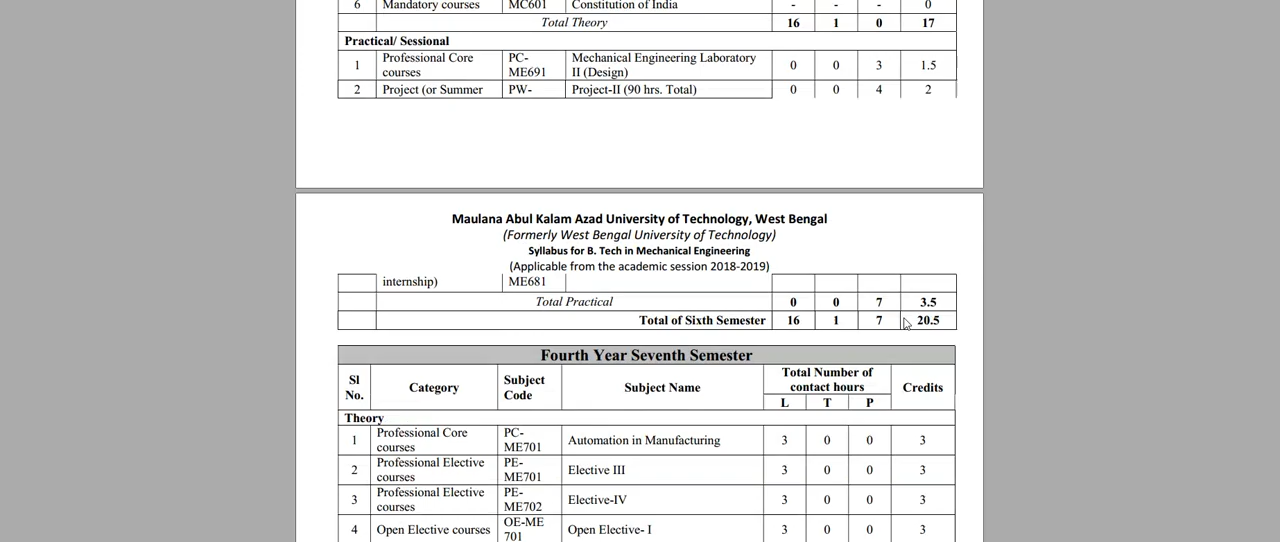 6 Mandatory courses MC601 Constitution of India - - - 0
Total Theory 16 1 0 17
Practical/ Sessional
1 Professional Core courses PC-ME691 Mechanical Engineering Laboratory II (Design) 0 0 3 1.5
2 Project (or Summer PW- Project-II (90 hrs. Total) 0 0 4 2
Maulana Abul Kalam Azad University of Technology, West Bengal
(Formerly West Bengal University of Technology)
Syllabus for B. Tech in Mechanical Engineering
(Applicable from the academic session 2018-2019)
internship) ME681
Total Practical 0 0 7 3.5
Total of Sixth Semester 16 1 7 20.5
Fourth Year Seventh Semester
Sl No. Category Subject Code Subject Name Total Number of contact hours Credits
L T P
Theory
1 Professional Core courses PC-ME701 Automation in Manufacturing 3 0 0 3
2 Professional Elective courses PE-ME701 Elective III 3 0 0 3
3 Professional Elective courses PE-ME702 Elective-IV 3 0 0 3
4 Open Elective courses OE-ME 701 Open Elective- I 3 0 0 3